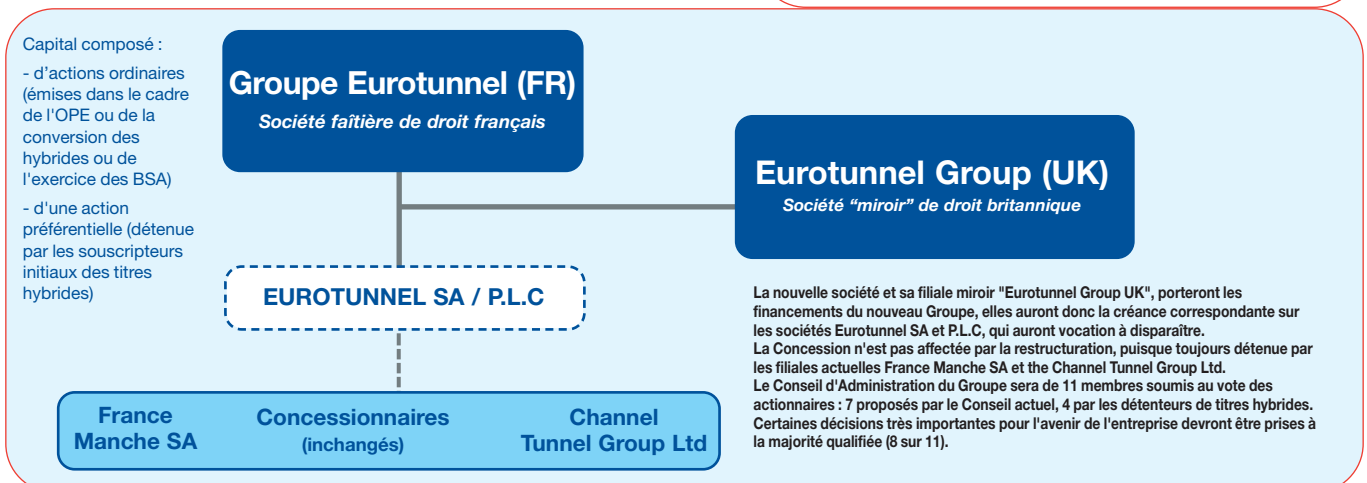 Capital composé :
- d'actions ordinaires
(émises dans le cadre
de l'OPE ou de la
conversion des
hybrides ou de
l'exercice des BSA)
- d'une action
préférentielle (détenue
par les souscripteurs
initiaux des titres
hybrides)
Groupe Eurotunnel (FR)
Société faîtière de droit français
Eurotunnel Group (UK)
Société “miroir” de droit britannique
EUROTUNNEL SA / P.L.C
France
Manche SA
Concessionnaires
(inchangés)
Channel
Tunnel Group Ltd
La nouvelle société et sa filiale miroir "Eurotunnel Group UK", porteront les
financements du nouveau Groupe, elles auront donc la créance correspondante sur
les sociétés Eurotunnel SA et P.L.C, qui auront vocation à disparaître.
La Concession n'est pas affectée par la restructuration, puisque toujours détenue par
les filiales actuelles France Manche SA et the Channel Tunnel Group Ltd.
Le Conseil d'Administration du Groupe sera de 11 membres soumis au vote des
actionnaires : 7 proposés par le Conseil actuel, 4 par les détenteurs de titres hybrides.
Certaines décisions très importantes pour l'avenir de l'entreprise devront être prises à
la majorité qualifiée (8 sur 11).